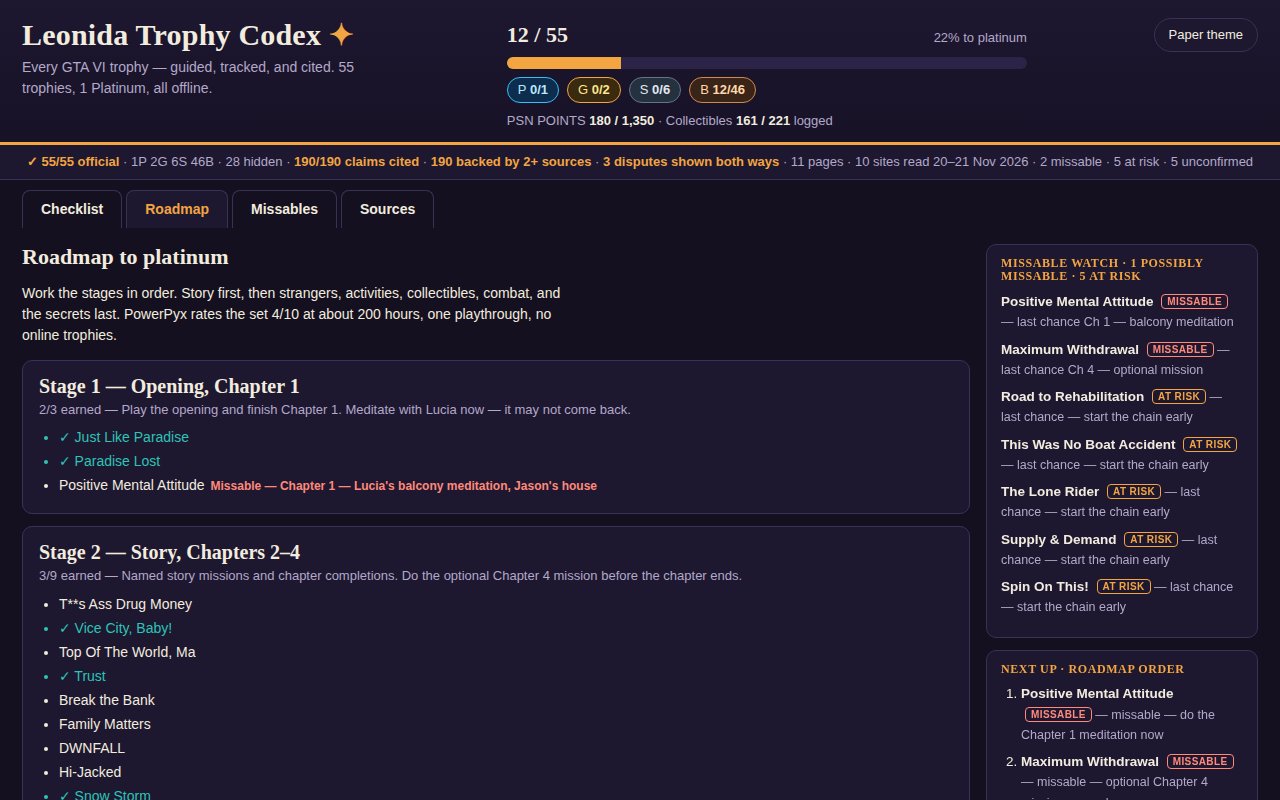 Leonida Trophy Codex ✦
Every GTA VI trophy — guided, tracked, and cited. 55
trophies, 1 Platinum, all offline.
12 / 55
22% to platinum
P 0/1
G 0/2
S 0/6
B 12/46
PSN POINTS 180 / 1,350 · Collectibles 161 / 221 logged
Paper theme
✓ 55/55 official · 1P 2G 6S 46B · 28 hidden · 190/190 claims cited · 190 backed by 2+ sources · 3 disputes shown both ways · 11 pages · 10 sites read 20–21 Nov 2026 · 2 missable · 5 at risk · 5 unconfirmed
Checklist
Roadmap
Missables
Sources
Roadmap to platinum
Work the stages in order. Story first, then strangers, activities, collectibles, combat, and
the secrets last. PowerPyx rates the set 4/10 at about 200 hours, one playthrough, no
online trophies.
Stage 1 — Opening, Chapter 1
2/3 earned — Play the opening and finish Chapter 1. Meditate with Lucia now — it may not come back.
• ✓ Just Like Paradise
• ✓ Paradise Lost
• Positive Mental Attitude Missable — Chapter 1 — Lucia's balcony meditation, Jason's house
Stage 2 — Story, Chapters 2–4
3/9 earned — Named story missions and chapter completions. Do the optional Chapter 4 mission before the chapter ends.
• T**s Ass Drug Money
• ✓ Vice City, Baby!
• Top Of The World, Ma
• ✓ Trust
• Break the Bank
• Family Matters
• DWNFALL
• Hi-Jacked
• ✓ Snow Storm
MISSABLE WATCH · 1 POSSIBLY
MISSABLE · 5 AT RISK
Positive Mental Attitude MISSABLE
— last chance Ch 1 — balcony meditation
Maximum Withdrawal MISSABLE —
last chance Ch 4 — optional mission
Road to Rehabilitation AT RISK —
last chance — start the chain early
This Was No Boat Accident AT RISK
— last chance — start the chain early
The Lone Rider AT RISK — last
chance — start the chain early
Supply & Demand AT RISK — last
chance — start the chain early
Spin On This! AT RISK — last chance
— start the chain early
NEXT UP · ROADMAP ORDER
1. Positive Mental Attitude
MISSABLE — missable — do the
Chapter 1 meditation now
2. Maximum Withdrawal MISSABLE
— missable — optional Chapter 4